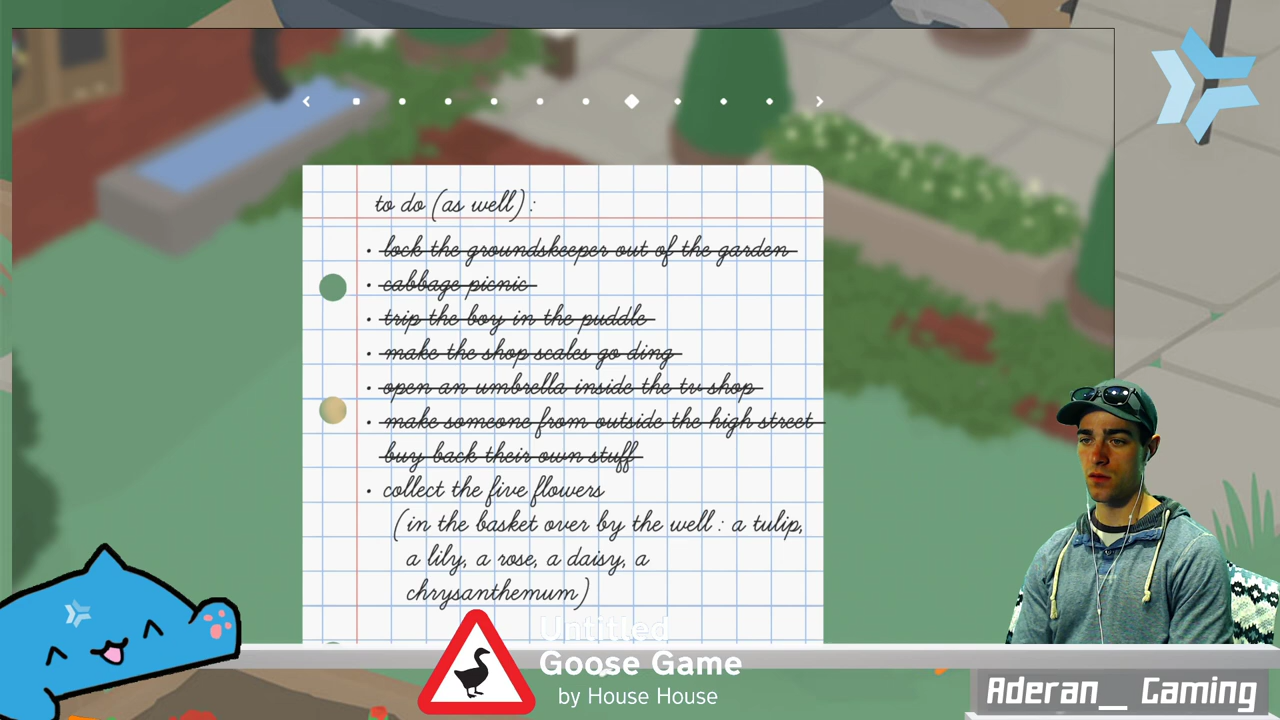 to do (as well) :
• lock the groundskeeper out of the garden
• cabbage picnic
• trip the boy in the puddle
• make the shop scales go ding
• open an umbrella inside the tv shop
• make someone from outside the high street
buy back their own stuff
• collect the five flowers
(in the basket over by the well : a tulip,
a lily, a rose, a daisy, a
chrysanthemum)
Untitled
Goose Game
by House House
Aderan_ Gaming